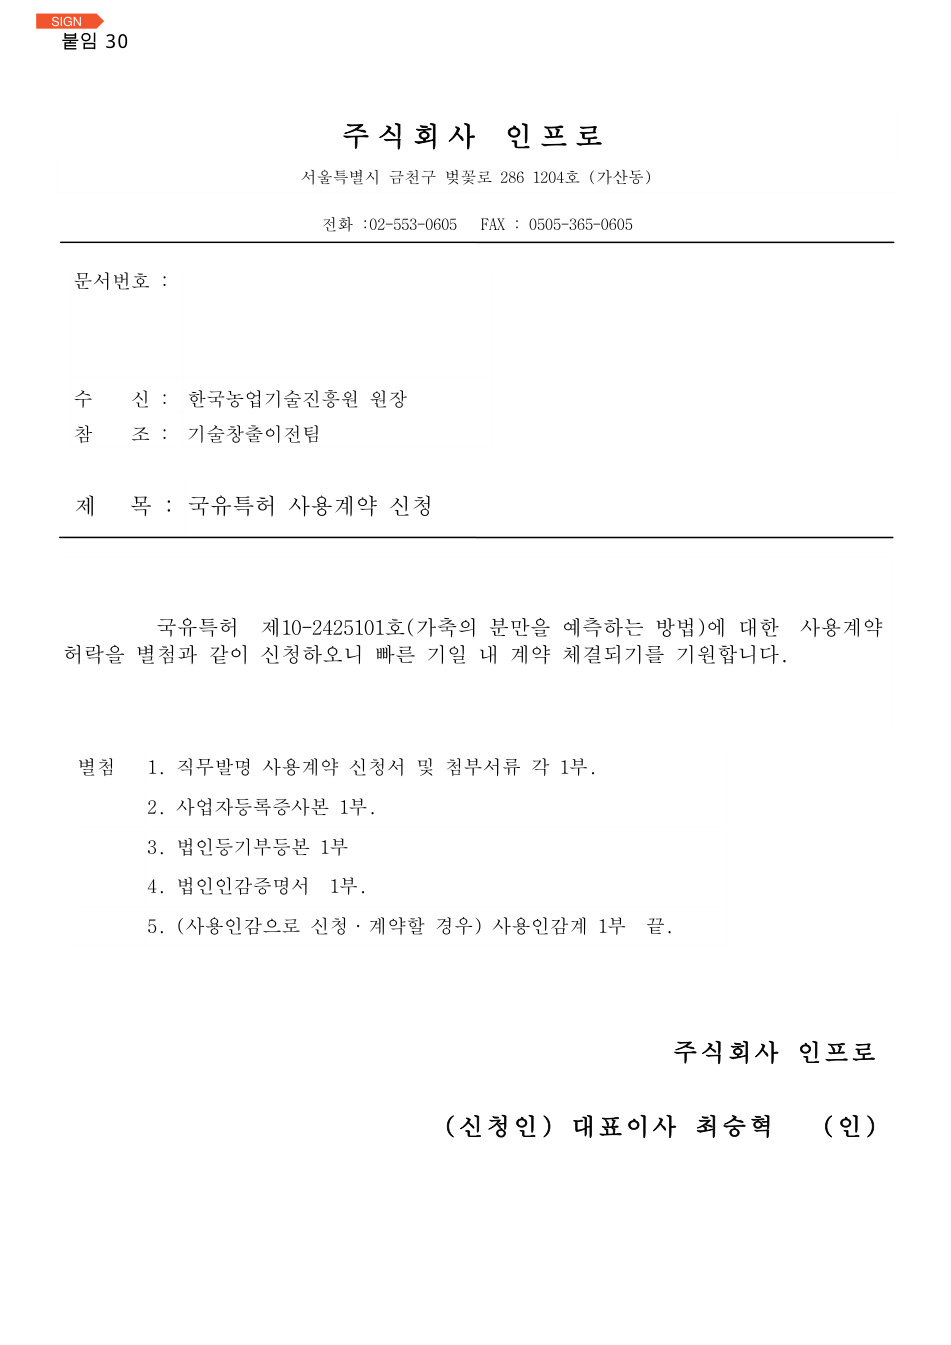 SIGN
붙임 30
주식회사 인프로
서울특별시 금천구 벚꽃로 286 1204호 (가산동)
전화 :02-553-0605 FAX : 0505-365-0605
문서번호 :
수 신 : 한국농업기술진흥원 원장
참 조 : 기술창출이전팀
제 목 : 국유특허 사용계약 신청
국유특허 제10-2425101호(가축의 분만을 예측하는 방법)에 대한 사용계약
허락을 별첨과 같이 신청하오니 빠른 기일 내 계약 체결되기를 기원합니다.
별첨 1. 직무발명 사용계약 신청서 및 첨부서류 각 1부.
2. 사업자등록증사본 1부.
3. 법인등기부등본 1부
4. 법인인감증명서 1부.
5. (사용인감으로 신청·계약할 경우) 사용인감계 1부 끝.
주식회사 인프로
(신청인) 대표이사 최승혁 (인)